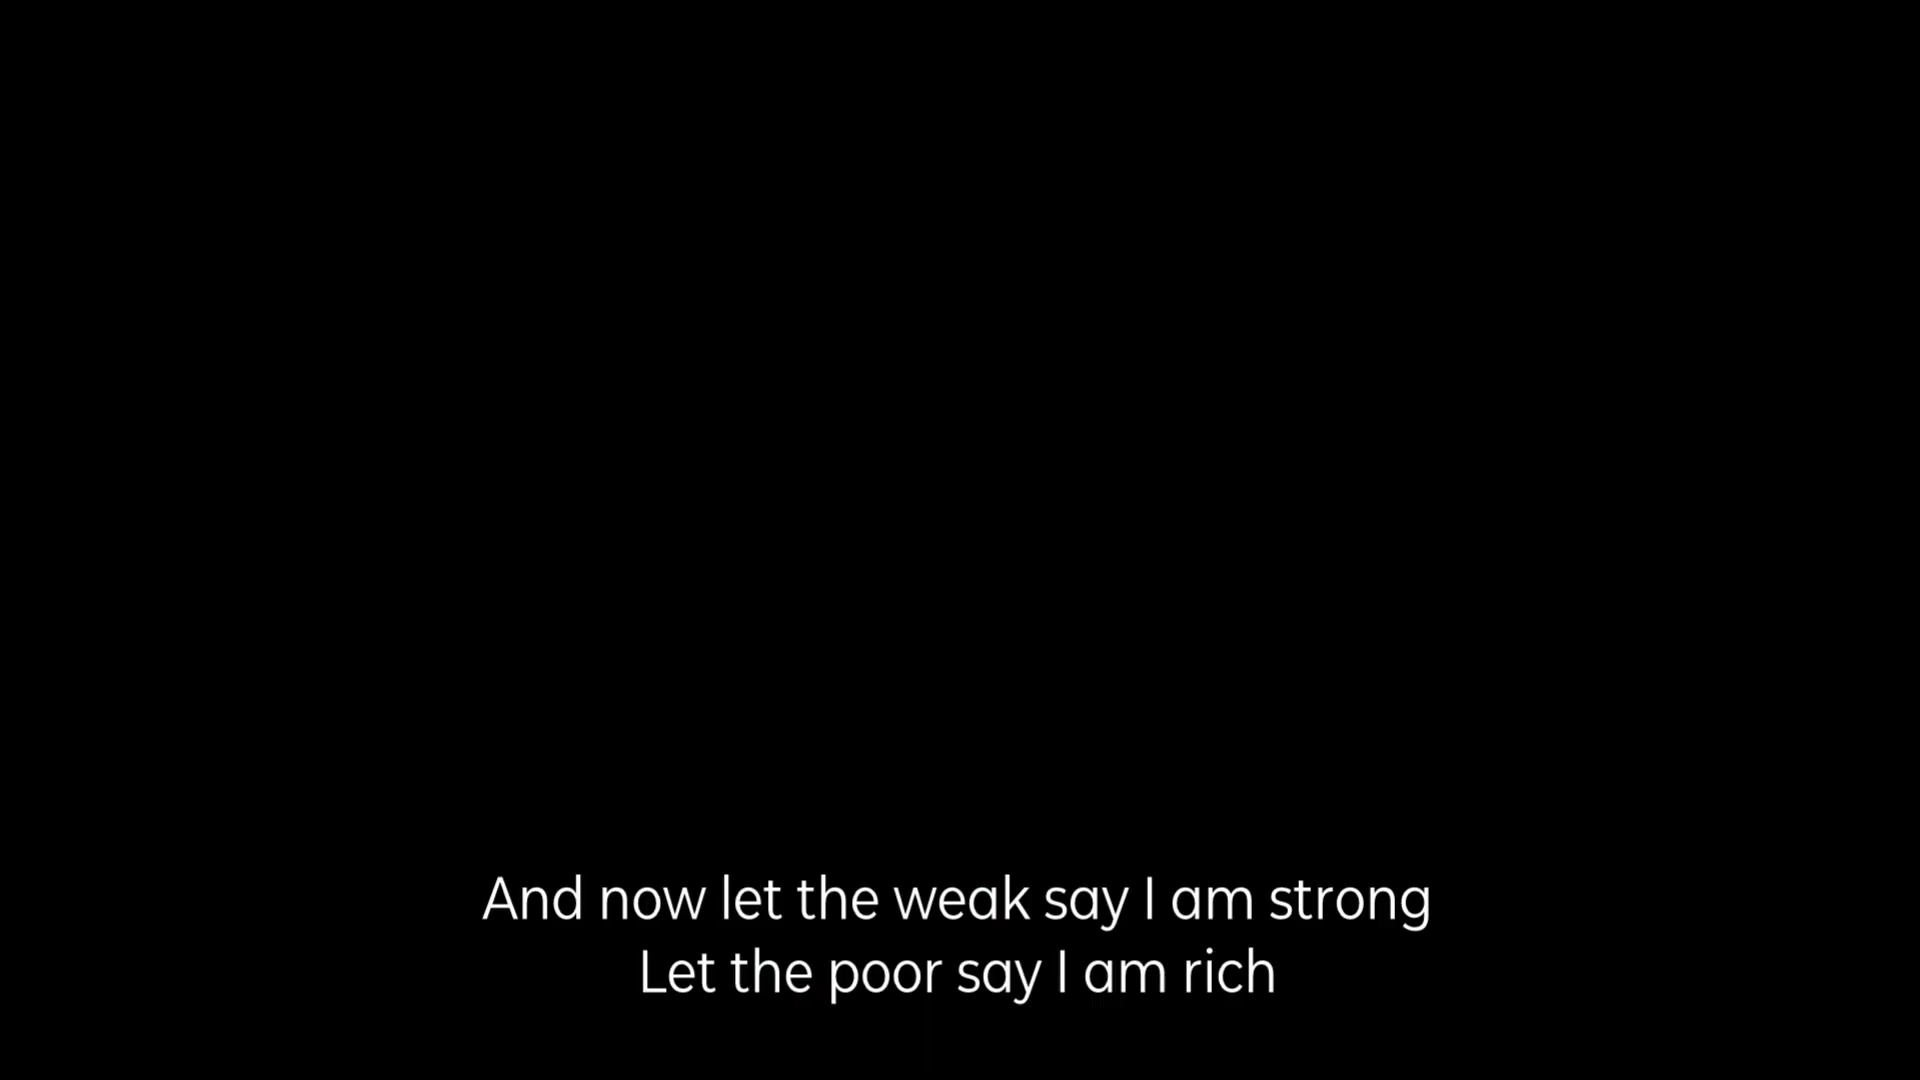 And now let the weak say I am strong
Let the poor say I am rich